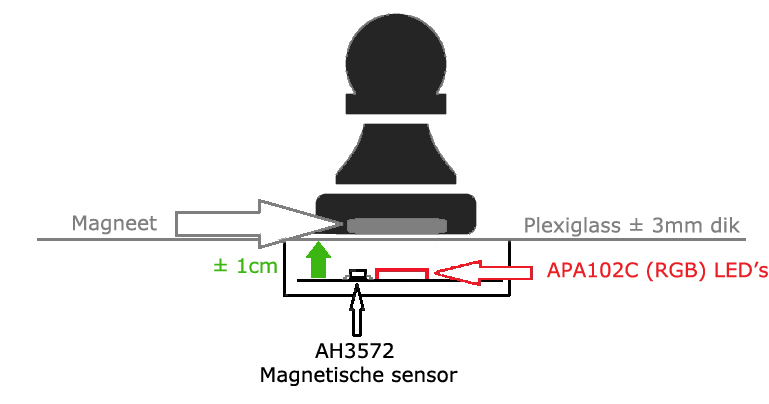 Magneet
Plexiglass ± 3mm dik
± 1cm
APA102C (RGB) LED's
AH3572
Magnetische sensor